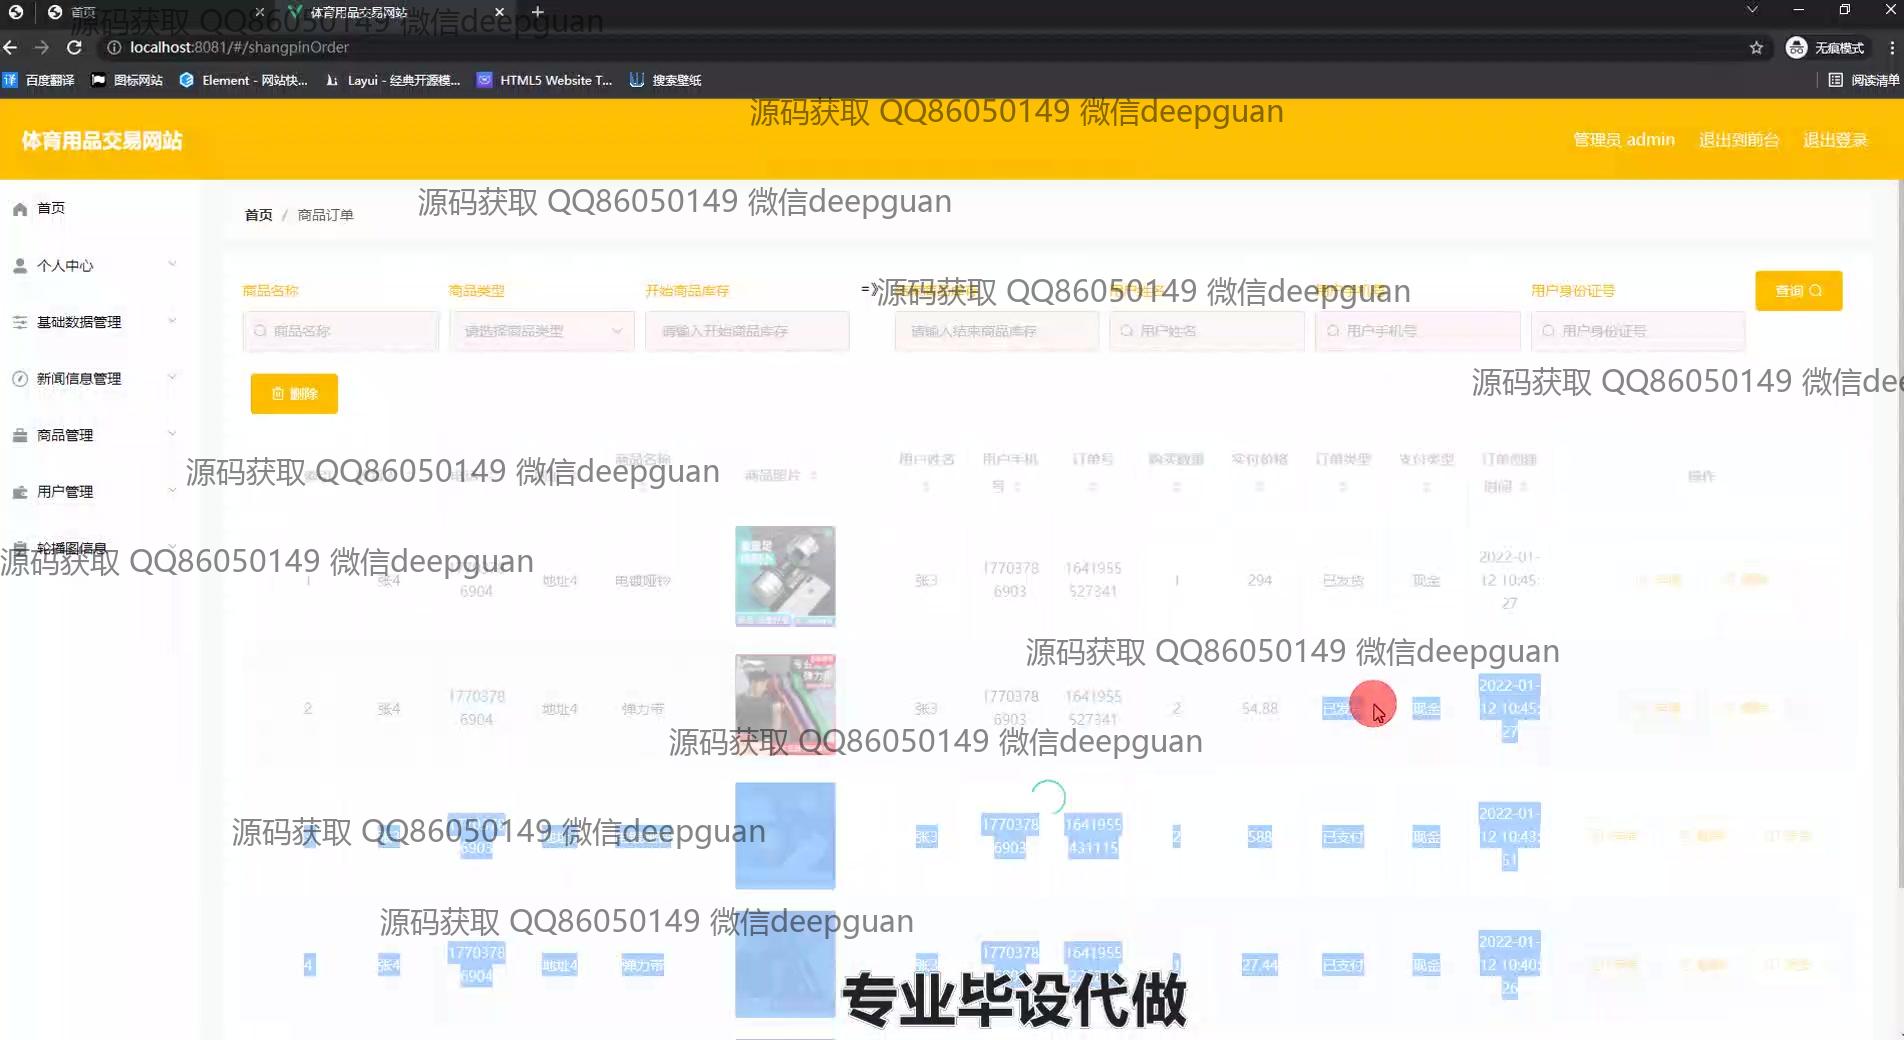 首页
体育用品交易网站
localhost:8081/#/shangpinOrder
无痕模式
百度翻译
图标网站
Element - 网站快...
Layui - 经典开源模...
HTML5 Website T...
搜索壁纸
阅读清单
源码获取 QQ86050149 微信deepguan
源码获取 QQ86050149 微信deepguan
体育用品交易网站
管理员 admin
退出到前台
退出登录
源码获取 QQ86050149 微信deepguan
首页 / 商品订单
首页
个人中心
基础数据管理
新闻信息管理
商品管理
用户管理
轮播图信息
源码获取 QQ86050149 微信deepguan
商品名称
商品类型
开始商品库存
用户身份证号
商品名称
请选择商品类型
请输入开始商品库存
请输入结束商品库存
用户姓名
用户手机号
用户身份证号
查询
源码获取 QQ86050149 微信dee
删除
源码获取 QQ86050149 微信deepguan
商品名称
商品照片
用户姓名
用户手机号
订单号
购买数量
实付价格
订单类型
支付类型
订单创建时间
操作
源码获取 QQ86050149 微信deepguan
1 张4 17703786904 地址4 电镀哑铃 张3 17703786903 1641955527341 1 294 已发货 现金 2022-01-12 10:45:27
源码获取 QQ86050149 微信deepguan
2 张4 17703786904 地址4 弹力带 张3 17703786903 1641955527341 2 54.88 现金 2022-01-12 10:45:27
源码获取 QQ86050149 微信deepguan
源码获取 QQ86050149 微信deepguan
张3 17703786903 1641955431115 2 588 已支付 现金 2022-01-12 10:43:51
源码获取 QQ86050149 微信deepguan
4 张4 17703786904 地址4 弹力带 张3 27.44 已支付 现金 2022-01-12 10:40:26
专业毕设代做